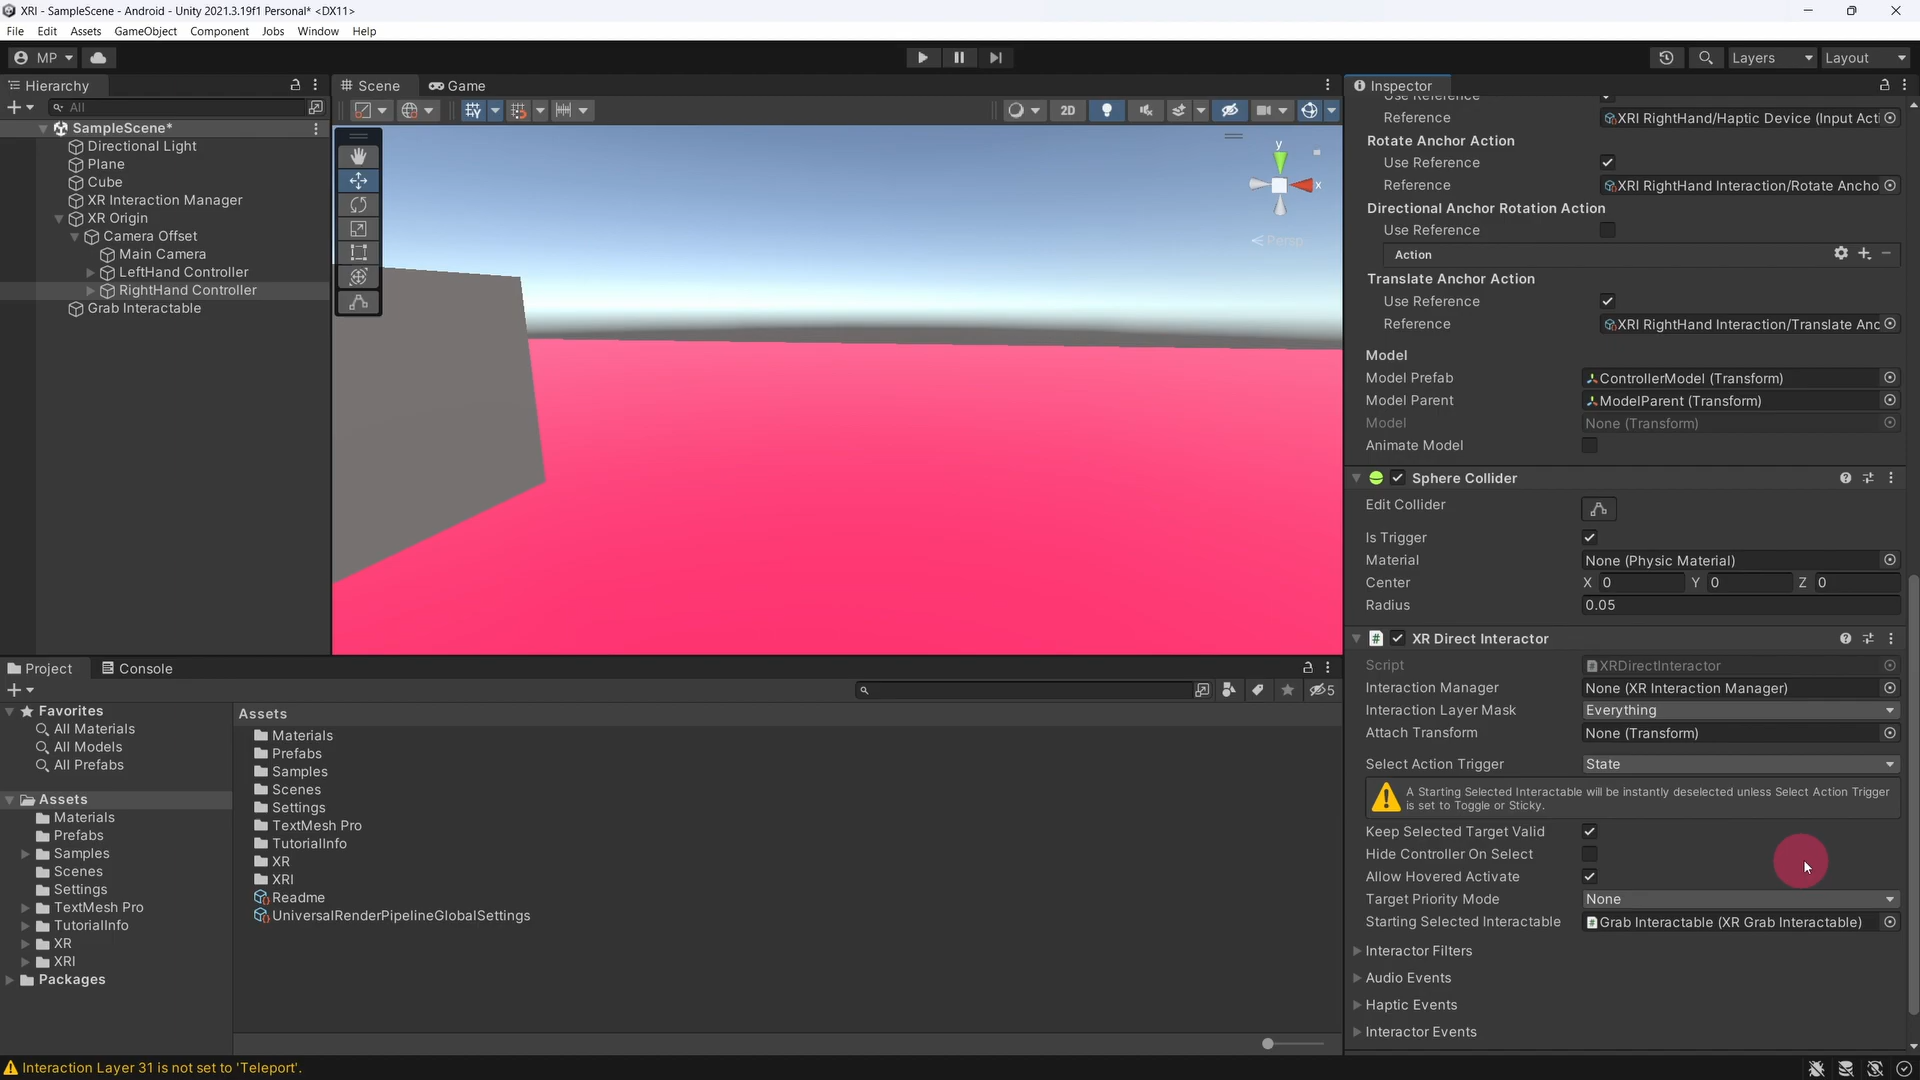 XRI - SampleScene - Android - Unity 2021.3.19f1 Personal* <DX11>
File Edit Assets GameObject Component Jobs Window Help
MP
Layers Layout
Hierarchy
All
SampleScene*
Directional Light
Plane
Cube
XR Interaction Manager
XR Origin
Camera Offset
Main Camera
LeftHand Controller
RightHand Controller
Grab Interactable
Scene Game
2D
y
x
Persp
Inspector
Use Reference
Reference XRI RightHand/Haptic Device (Input Acti
Rotate Anchor Action
Use Reference
Reference XRI RightHand Interaction/Rotate Ancho
Directional Anchor Rotation Action
Use Reference
Action
Translate Anchor Action
Use Reference
Reference XRI RightHand Interaction/Translate Anc
Model
Model Prefab ControllerModel (Transform)
Model Parent ModelParent (Transform)
Model None (Transform)
Animate Model
Sphere Collider
Edit Collider
Is Trigger
Material None (Physic Material)
Center X 0 Y 0 Z 0
Radius 0.05
XR Direct Interactor
Script XRDirectInteractor
Interaction Manager None (XR Interaction Manager)
Interaction Layer Mask Everything
Attach Transform None (Transform)
Select Action Trigger State
A Starting Selected Interactable will be instantly deselected unless Select Action Trigger
is set to Toggle or Sticky.
Keep Selected Target Valid
Hide Controller On Select
Allow Hovered Activate
Target Priority Mode None
Starting Selected Interactable Grab Interactable (XR Grab Interactable)
Interactor Filters
Audio Events
Haptic Events
Interactor Events
Project Console
5
Favorites
All Materials
All Models
All Prefabs
Assets
Materials
Prefabs
Samples
Scenes
Settings
TextMesh Pro
TutorialInfo
XR
XRI
Packages
Assets
Materials
Prefabs
Samples
Scenes
Settings
TextMesh Pro
TutorialInfo
XR
XRI
Readme
UniversalRenderPipelineGlobalSettings
Interaction Layer 31 is not set to 'Teleport'.